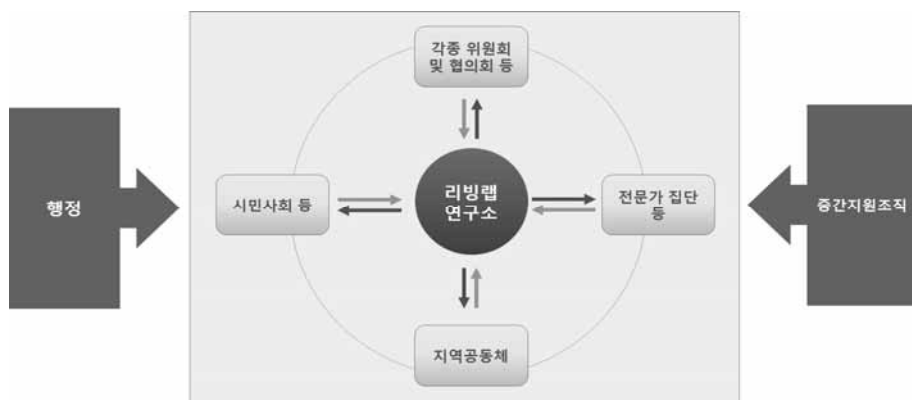 각종 위원회
및 협의회 등
행정
시민사회 등
리빙랩
연구소
전문가 집단
등
중간지원조직
지역공동체